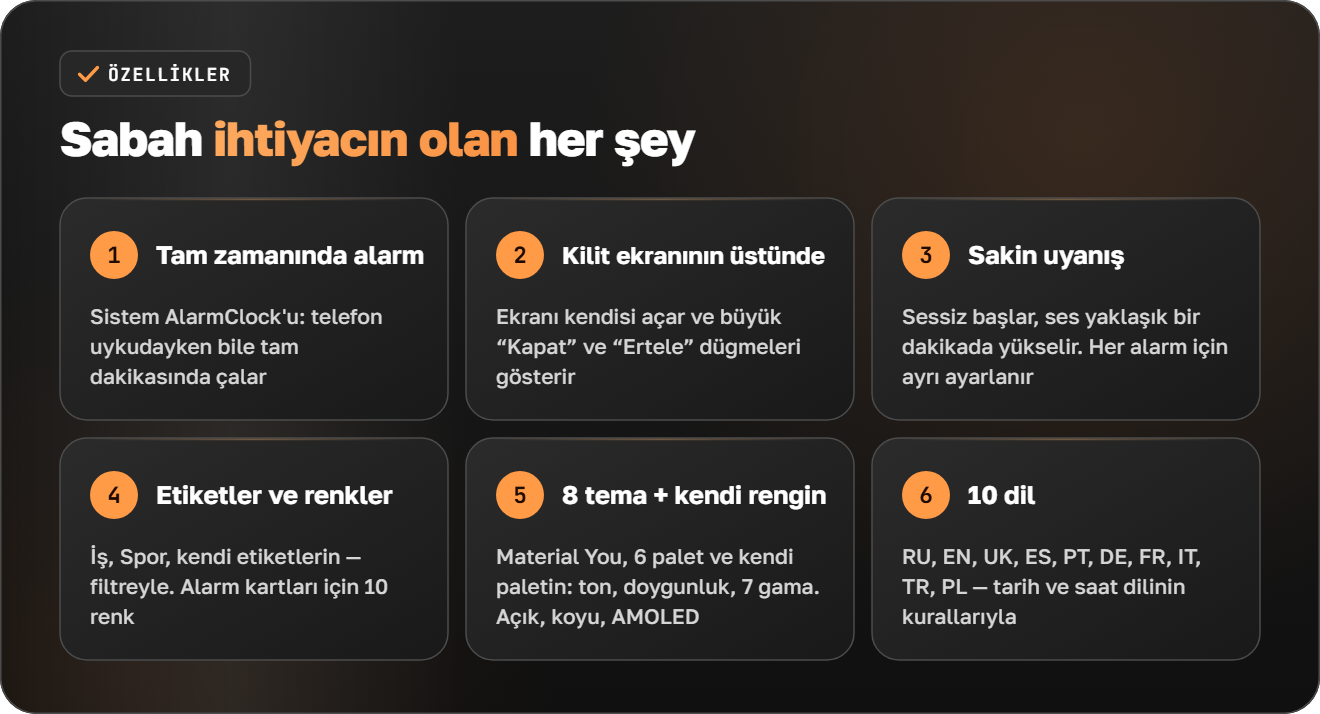 ÖZELLİKLER
Sabah ihtiyacın olan her şey
1 Tam zamanında alarm
Sistem AlarmClock'u: telefon
uykudayken bile tam
dakikasında çalar
2 Kilit ekranının üstünde
Ekranı kendisi açar ve büyük
“Kapat” ve “Ertele” düğmeleri
gösterir
3 Sakin uyanış
Sessiz başlar, ses yaklaşık bir
dakikada yükselir. Her alarm için
ayrı ayarlanır
4 Etiketler ve renkler
İş, Spor, kendi etiketlerin —
filtreyle. Alarm kartları için 10
renk
5 8 tema + kendi rengin
Material You, 6 palet ve kendi
paletin: ton, doygunluk, 7 gama.
Açık, koyu, AMOLED
6 10 dil
RU, EN, UK, ES, PT, DE, FR, IT,
TR, PL — tarih ve saat dilinin
kurallarıyla